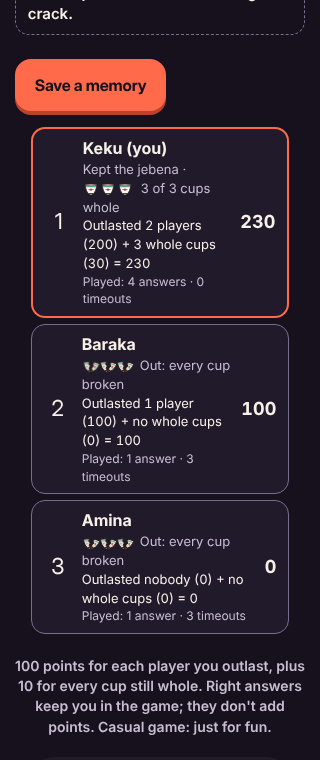 crack.
Save a memory
1
Keku (you)
Kept the jebena ·
3 of 3 cups
whole
Outlasted 2 players
(200) + 3 whole cups
(30) = 230
Played: 4 answers · 0
timeouts
230
2
Baraka
Out: every cup
broken
Outlasted 1 player
(100) + no whole cups
(0) = 100
Played: 1 answer · 3
timeouts
100
3
Amina
Out: every cup
broken
Outlasted nobody (0) + no
whole cups (0) = 0
Played: 1 answer · 3 timeouts
0
100 points for each player you outlast, plus
10 for every cup still whole. Right answers
keep you in the game; they don't add
points. Casual game: just for fun.